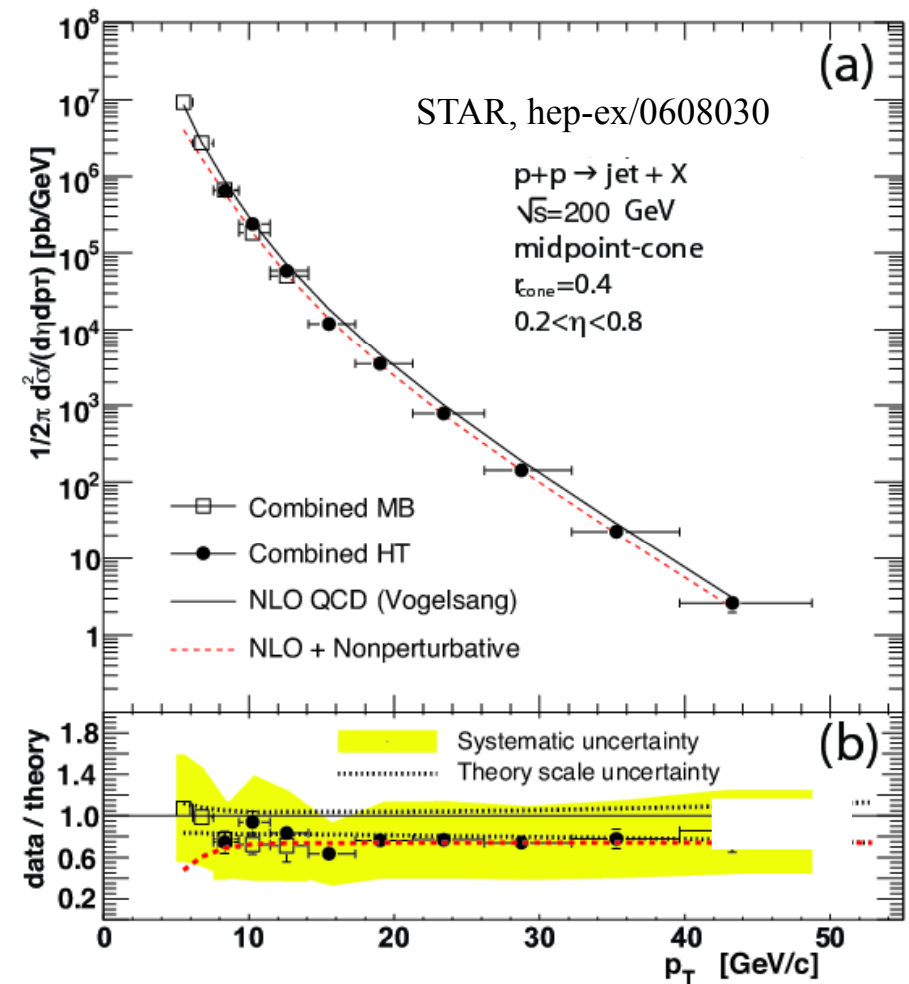 10⁸
10⁷
10⁶
10⁵
10⁴
10³
10²
10
1
1/2π d²σ/(dηdpT) [pb/GeV]
(a)
STAR, hep-ex/0608030
p+p → jet + X
√s=200 GeV
midpoint-cone
r_cone=0.4
0.2<η<0.8
Combined MB
Combined HT
NLO QCD (Vogelsang)
NLO + Nonperturbative
(b)
Systematic uncertainty
Theory scale uncertainty
data / theory
1.8
1.4
1.0
0.6
0.2
0 10 20 30 40 50
p_T [GeV/c]